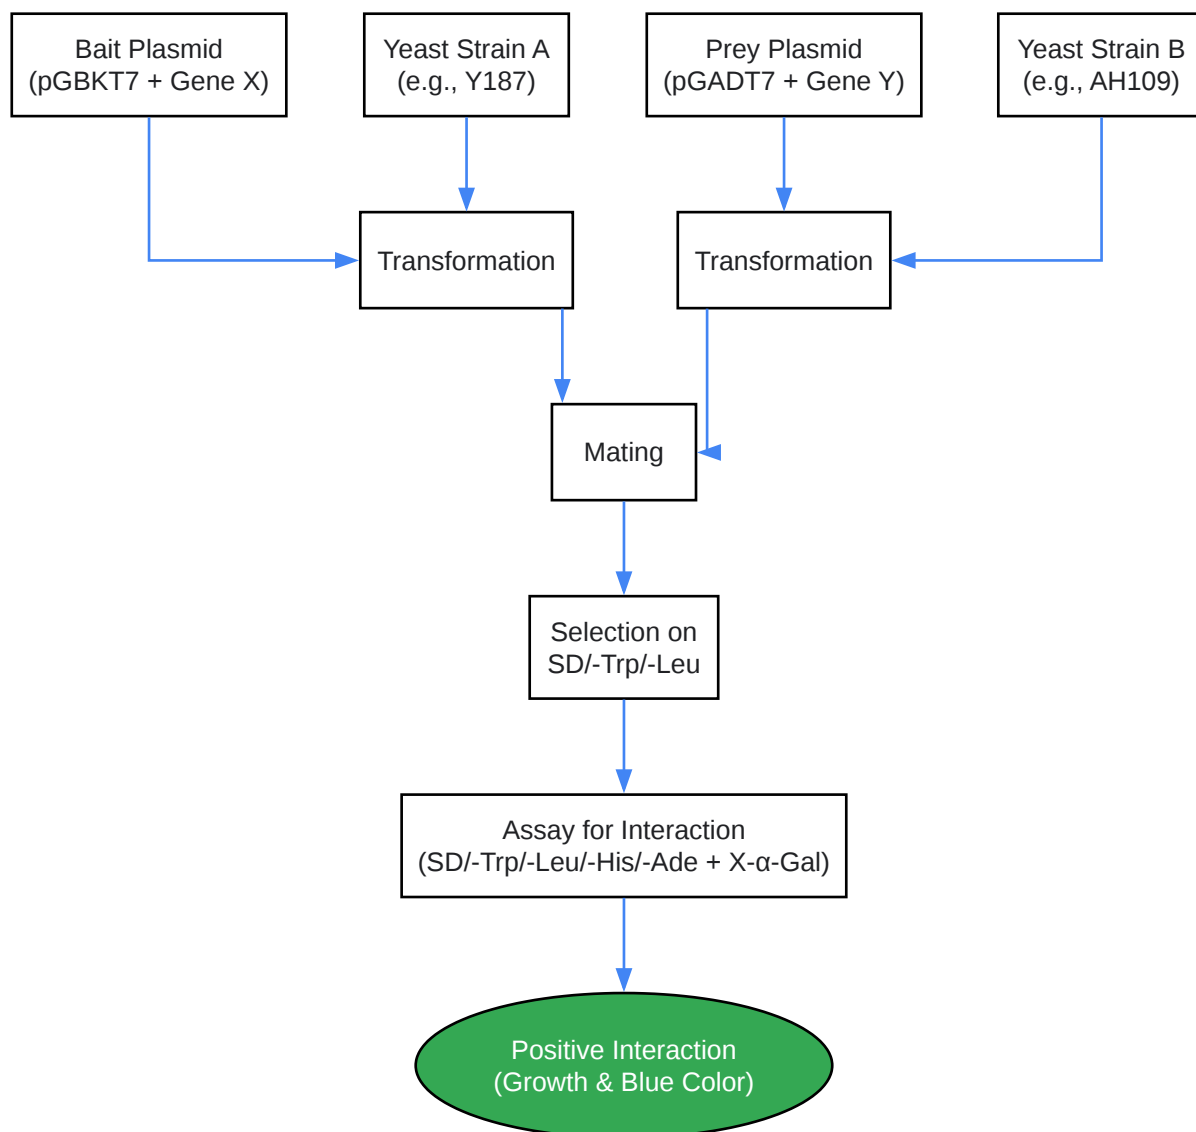 Bait Plasmid
(pGBKT7 + Gene X)
Yeast Strain A
(e.g., Y187)
Prey Plasmid
(pGADT7 + Gene Y)
Yeast Strain B
(e.g., AH109)
Transformation
Transformation
Mating
Selection on
SD/-Trp/-Leu
Assay for Interaction
(SD/-Trp/-Leu/-His/-Ade + X-α-Gal)
Positive Interaction
(Growth & Blue Color)